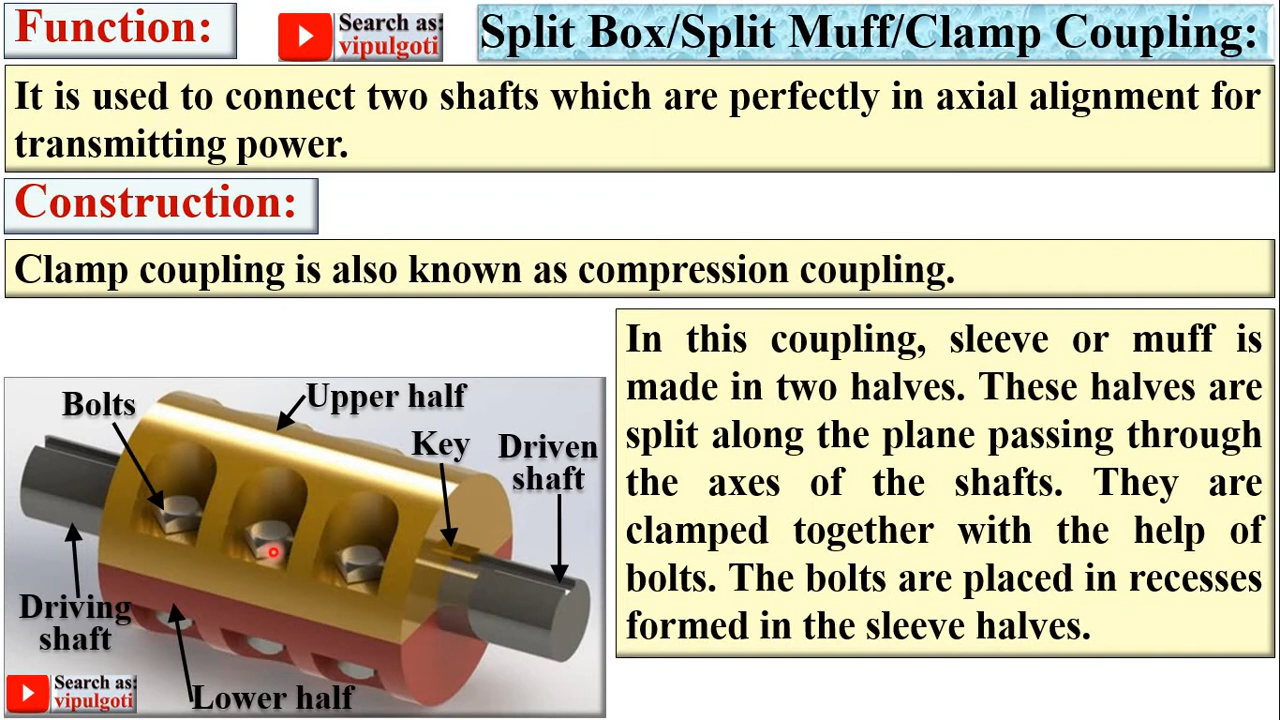 Function:
Search as:
vipulgoti
Split Box/Split Muff/Clamp Coupling:
It is used to connect two shafts which are perfectly in axial alignment for
transmitting power.
Construction:
Clamp coupling is also known as compression coupling.
In this coupling, sleeve or muff is
made in two halves. These halves are
split along the plane passing through
the axes of the shafts. They are
clamped together with the help of
bolts. The bolts are placed in recesses
formed in the sleeve halves.
Bolts
Upper half
Key
Driven
shaft
Driving
shaft
Lower half
Search as:
vipulgoti